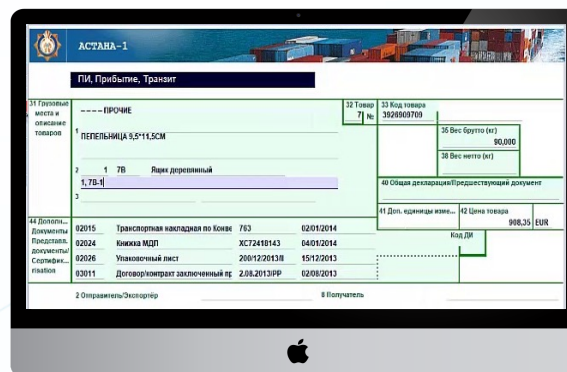 АСТАНА-1
ПИ, Прибытие, Транзит
31 Грузовые места и описание товаров
---- ПРОЧИЕ
1 ПЕПЕЛЬНИЦА 9,5*11,5СМ
2 1 7B Ящик деревянный
1, 7B-1
3
32 Товар 7 №
33 Код товара
3926909709
35 Вес брутто (кг)
90,000
38 Вес нетто (кг)
40 Общая декларация/Предшествующий документ
41 Доп. единицы изме... 42 Цена товара
908,35 EUR
Код ДИ
44 Дополн... Документы Представл. документы/ Сертифик... risation
02015 Транспортная накладная по Конве 763 02/01/2014
02024 Книжка МДП XC72418143 04/01/2014
02026 Упаковочный лист 200/12/2013/I 15/12/2013
03011 Договор/контракт заключенный пр 2.08.2013/PP 02/08/2013
2 Отправитель/Экспортёр 8 Получатель